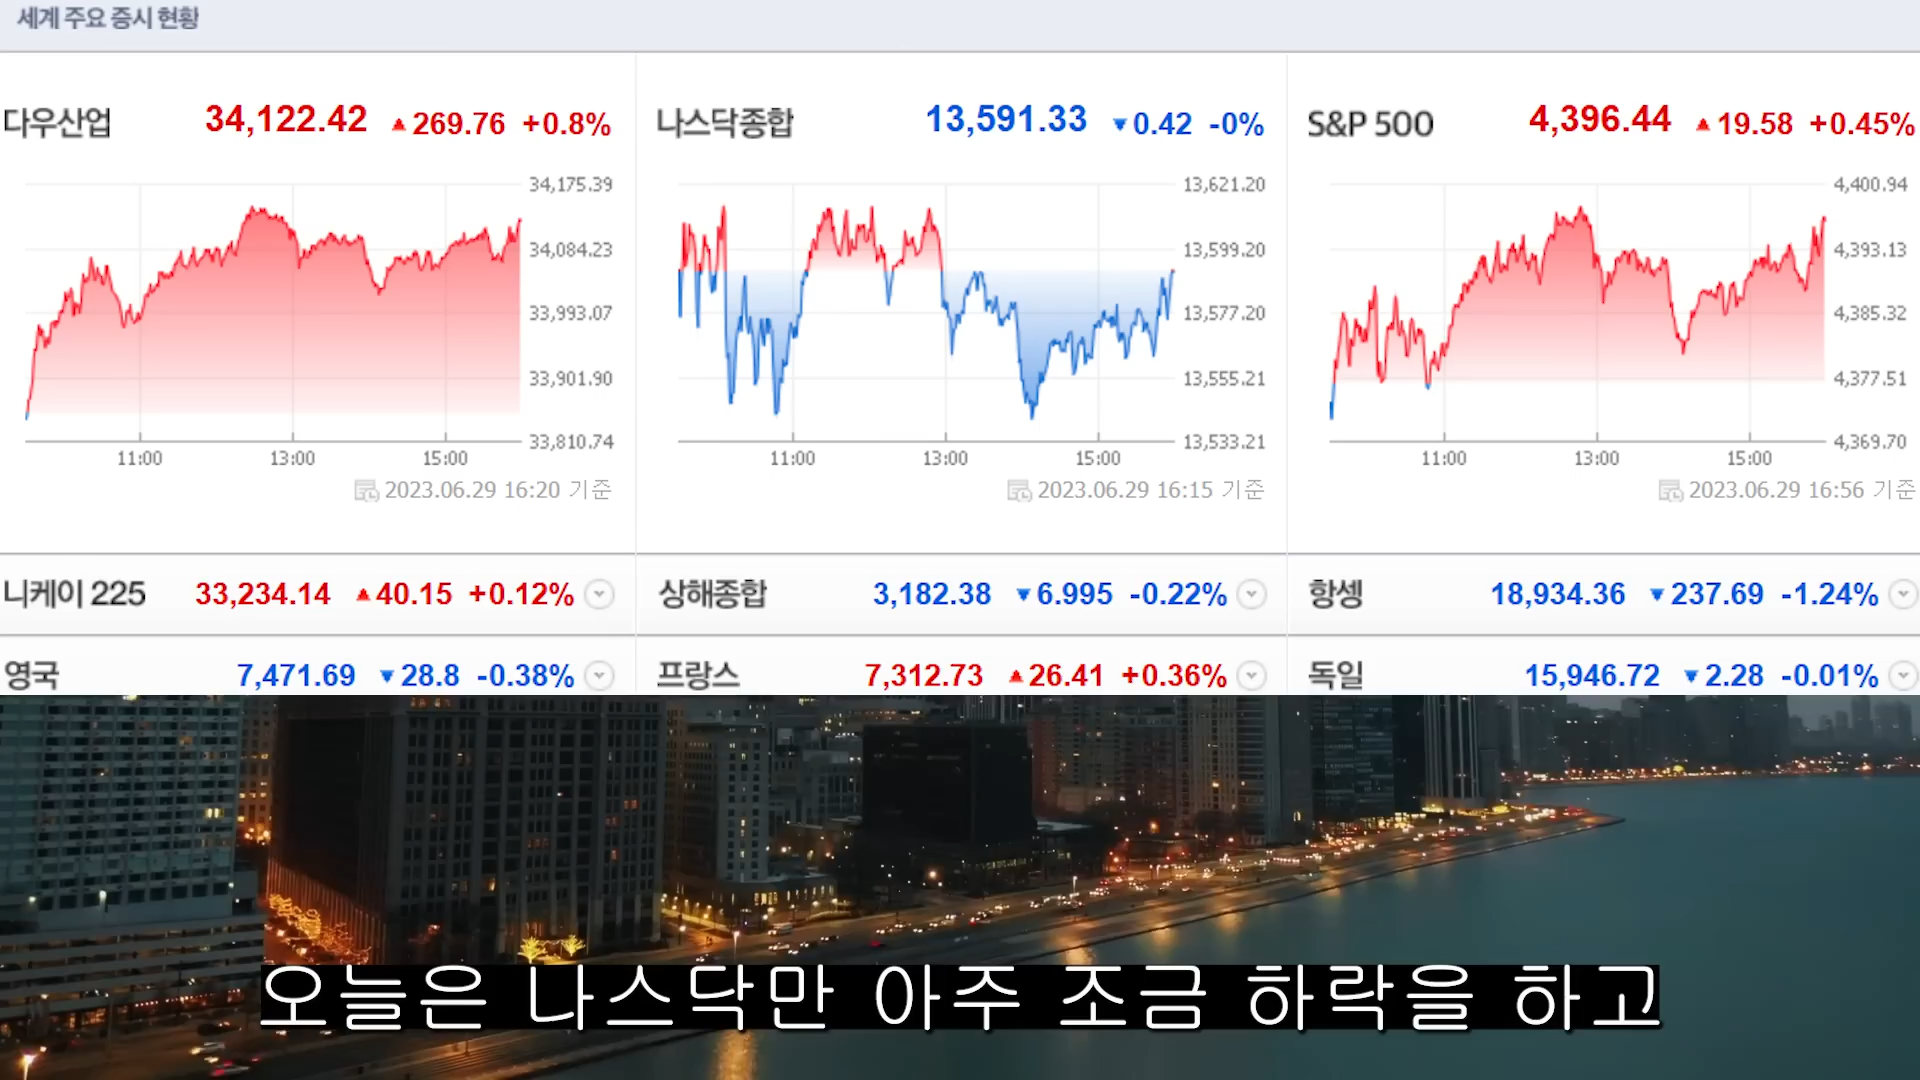 세계 주요 증시 현황
다우산업 34,122.42 ▲269.76 +0.8%
34,175.39
34,084.23
33,993.07
33,901.90
33,810.74
11:00 13:00 15:00
2023.06.29 16:20 기준
나스닥종합 13,591.33 ▼0.42 -0%
13,621.20
13,599.20
13,577.20
13,555.21
13,533.21
11:00 13:00 15:00
2023.06.29 16:15 기준
S&P 500 4,396.44 ▲19.58 +0.45%
4,400.94
4,393.13
4,385.32
4,377.51
4,369.70
11:00 13:00 15:00
2023.06.29 16:56 기준
니케이 225 33,234.14 ▲40.15 +0.12%
상해종합 3,182.38 ▼6.995 -0.22%
항셍 18,934.36 ▼237.69 -1.24%
영국 7,471.69 ▼28.8 -0.38%
프랑스 7,312.73 ▲26.41 +0.36%
독일 15,946.72 ▼2.28 -0.01%
오늘은 나스닥만 아주 조금 하락을 하고